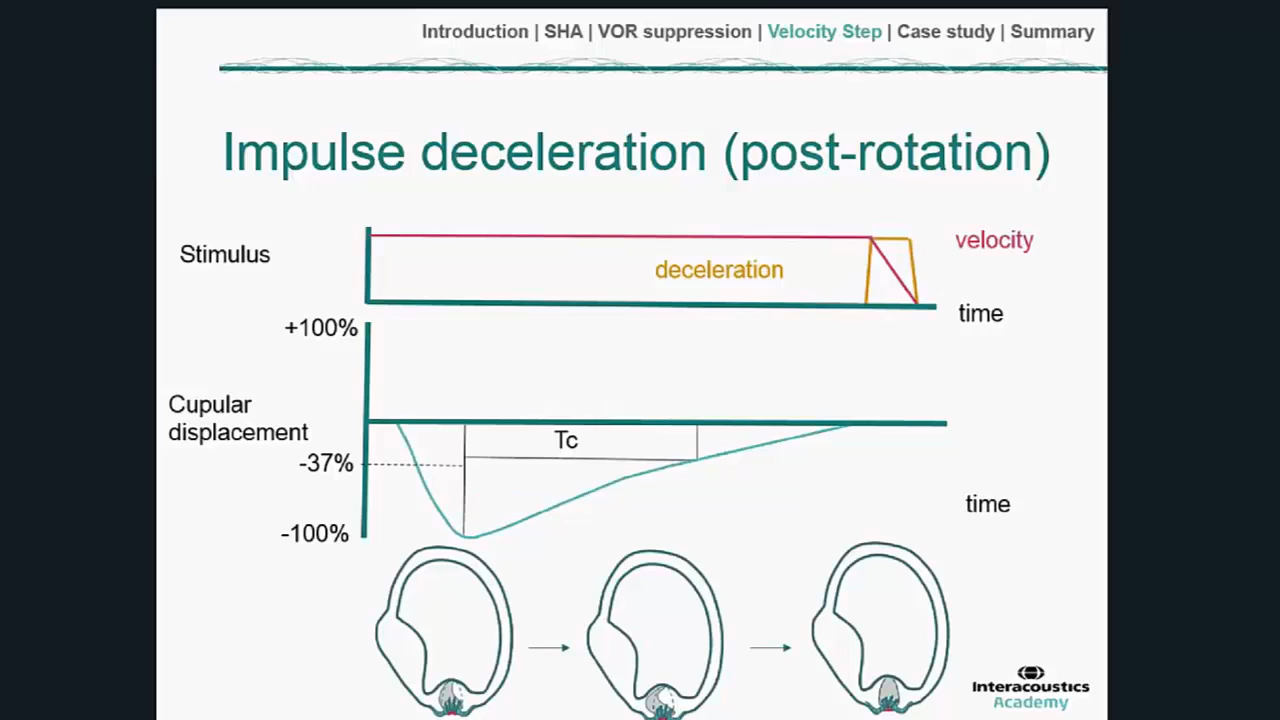 Introduction | SHA | VOR suppression | Velocity Step | Case study | Summary
Impulse deceleration (post-rotation)
Stimulus
velocity
deceleration
time
+100%
Cupular
displacement
Tc
-37%
time
-100%
Interacoustics
Academy